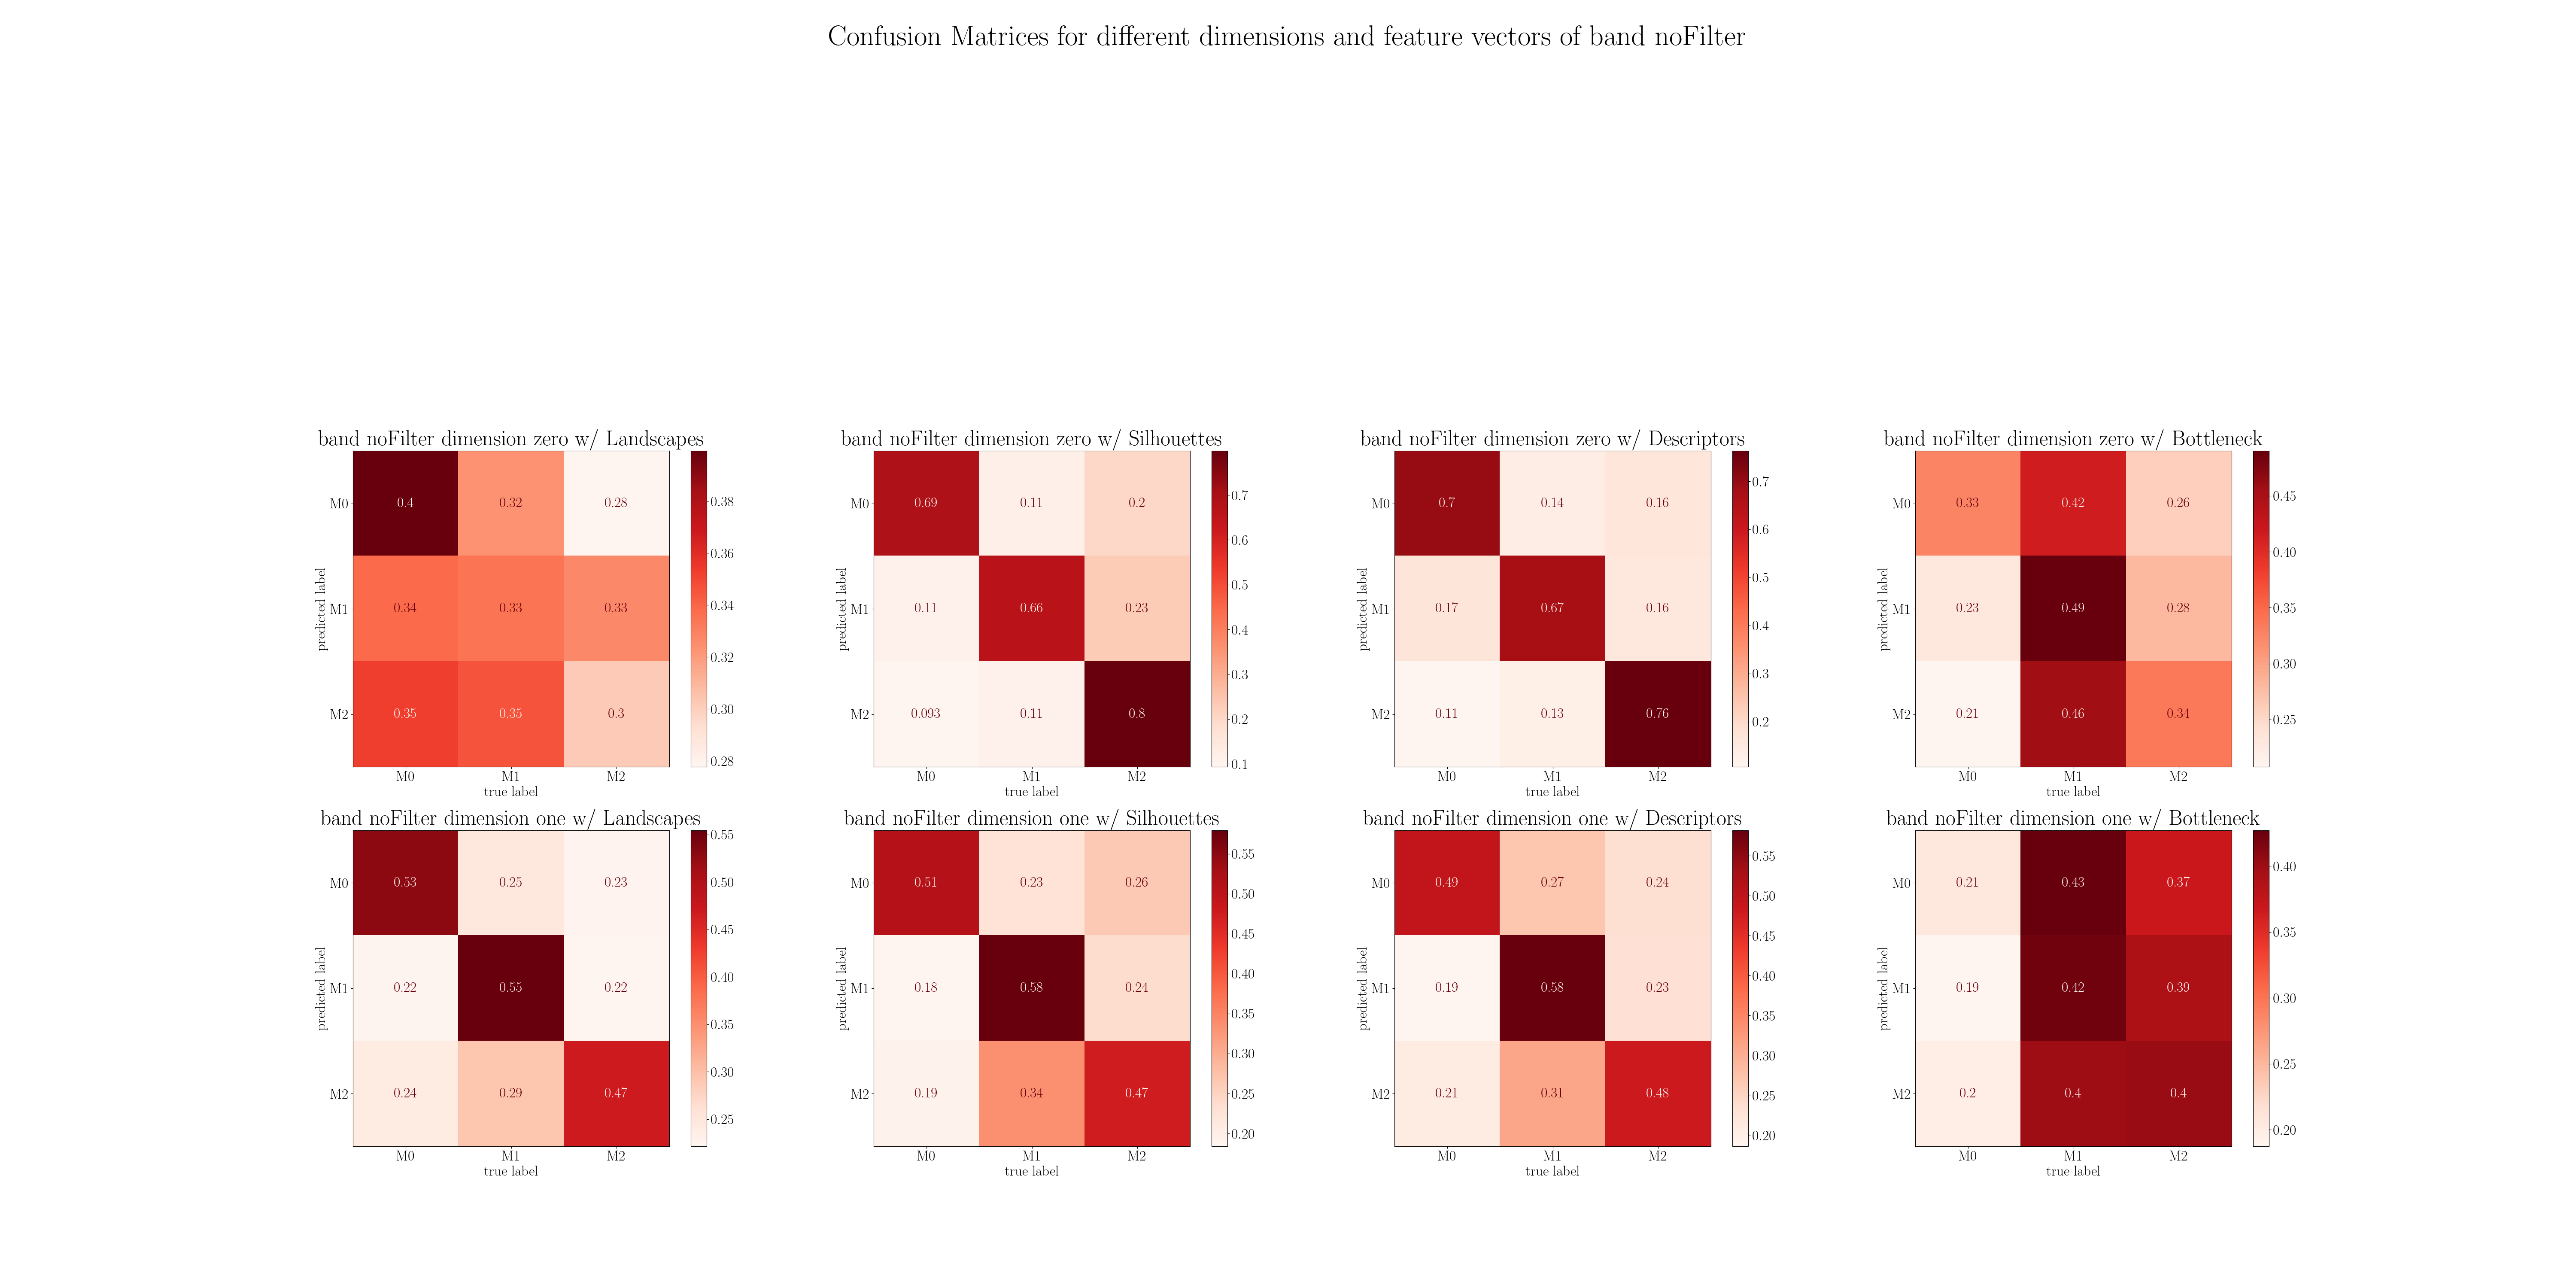 Confusion Matrices for different dimensions and feature vectors of band noFilter
band noFilter dimension zero w/ Landscapes
predicted label
M0 0.4 0.32 0.28
M1 0.34 0.33 0.33
M2 0.35 0.35 0.3
M0 M1 M2
true label
0.38
0.36
0.34
0.32
0.30
0.28
band noFilter dimension zero w/ Silhouettes
predicted label
M0 0.69 0.11 0.2
M1 0.11 0.66 0.23
M2 0.093 0.11 0.8
M0 M1 M2
true label
0.7
0.6
0.5
0.4
0.3
0.2
0.1
band noFilter dimension zero w/ Descriptors
predicted label
M0 0.7 0.14 0.16
M1 0.17 0.67 0.16
M2 0.11 0.13 0.76
M0 M1 M2
true label
0.7
0.6
0.5
0.4
0.3
0.2
band noFilter dimension zero w/ Bottleneck
predicted label
M0 0.33 0.42 0.26
M1 0.23 0.49 0.28
M2 0.21 0.46 0.34
M0 M1 M2
true label
0.45
0.40
0.35
0.30
0.25
band noFilter dimension one w/ Landscapes
predicted label
M0 0.53 0.25 0.23
M1 0.22 0.55 0.22
M2 0.24 0.29 0.47
M0 M1 M2
true label
0.55
0.50
0.45
0.40
0.35
0.30
0.25
band noFilter dimension one w/ Silhouettes
predicted label
M0 0.51 0.23 0.26
M1 0.18 0.58 0.24
M2 0.19 0.34 0.47
M0 M1 M2
true label
0.55
0.50
0.45
0.40
0.35
0.30
0.25
0.20
band noFilter dimension one w/ Descriptors
predicted label
M0 0.49 0.27 0.24
M1 0.19 0.58 0.23
M2 0.21 0.31 0.48
M0 M1 M2
true label
0.55
0.50
0.45
0.40
0.35
0.30
0.25
0.20
band noFilter dimension one w/ Bottleneck
predicted label
M0 0.21 0.43 0.37
M1 0.19 0.42 0.39
M2 0.2 0.4 0.4
M0 M1 M2
true label
0.40
0.35
0.30
0.25
0.20